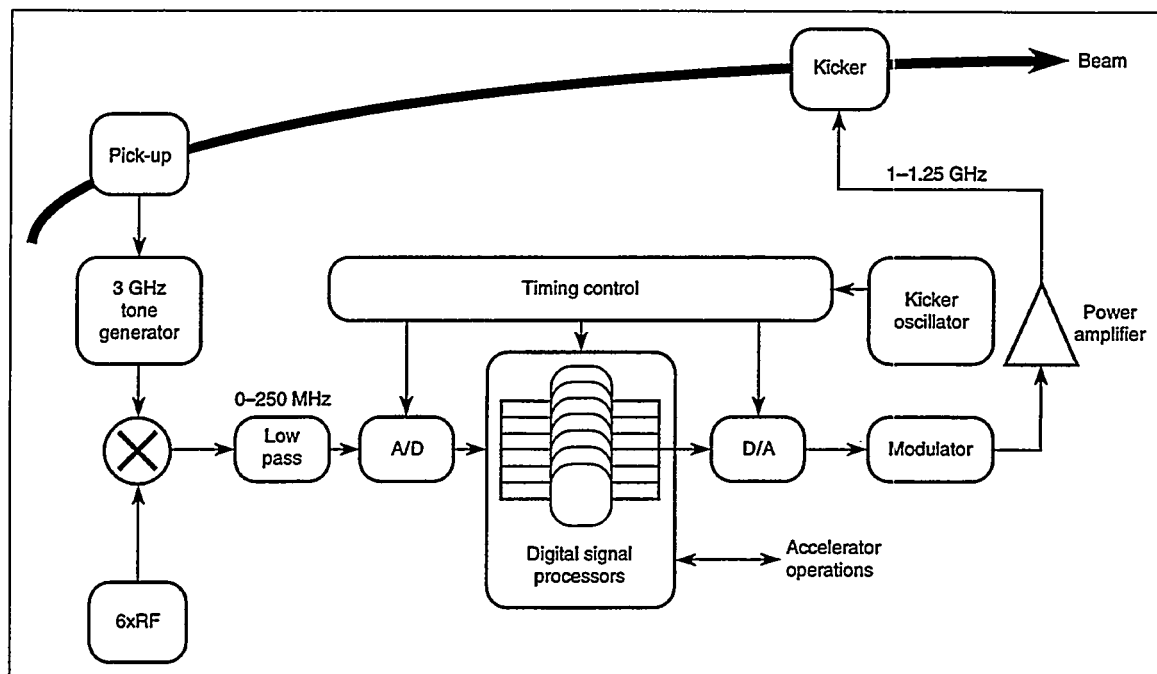 Kicker
Beam
Pick-up
1–1.25 GHz
3 GHz
tone
generator
Timing control
Kicker
oscillator
Power
amplifier
0–250 MHz
Low
pass
A/D
D/A
Modulator
Digital signal
processors
Accelerator
operations
6xRF